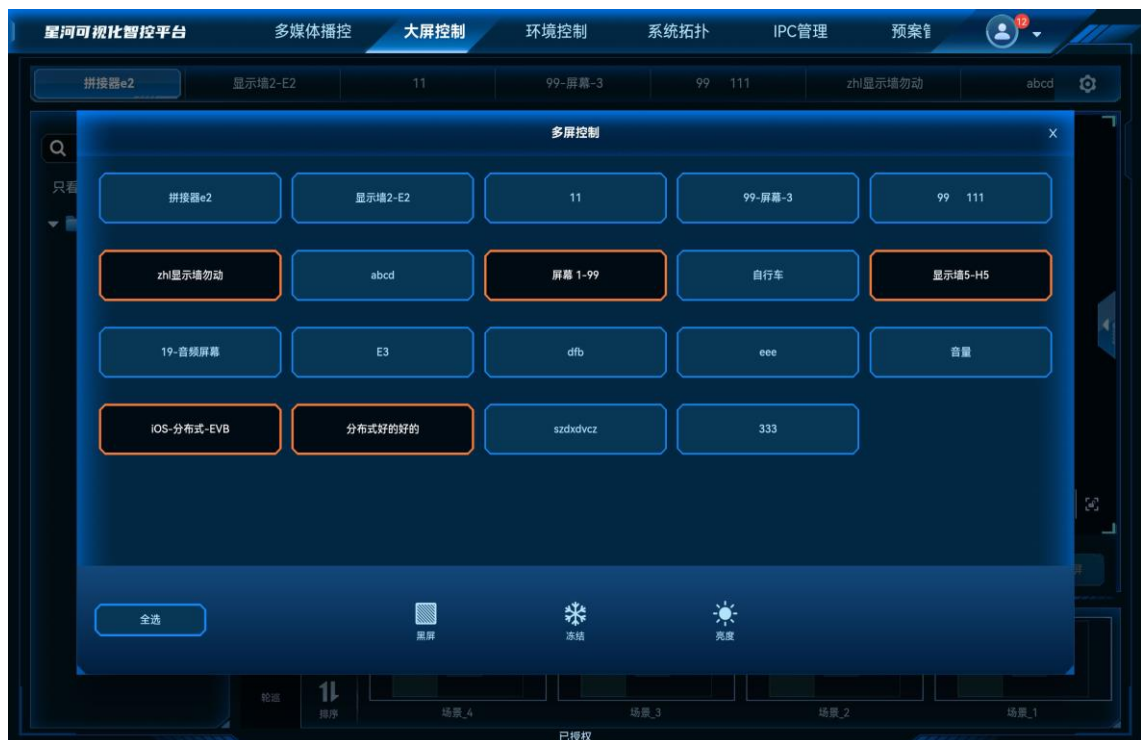 星河可视化智控平台 多媒体播控 大屏控制 环境控制 系统拓扑 IPC管理 预案 12
拼接器e2 显示墙2-E2 11 99-屏幕-3 99 111 zhl显示墙勿动 abcd
多屏控制 X
只看
拼接器e2 显示墙2-E2 11 99-屏幕-3 99 111
zhl显示墙勿动 abcd 屏幕 1-99 自行车 显示墙5-H5
19-音频屏幕 E3 dfb eee 音量
iOS-分布式-EVB 分布式好的好的 szdxdvcz 333
屏
全选 黑屏 冻结 亮度
轮巡 排序 场景_4 场景_3 场景_2 场景_1
已授权